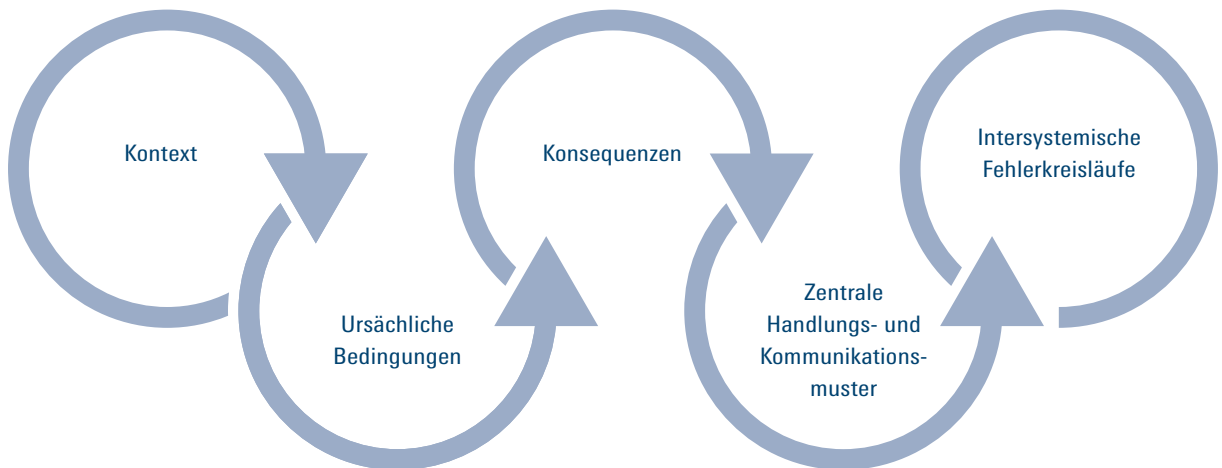 Kontext
Ursächliche
Bedingungen
Konsequenzen
Zentrale
Handlungs- und
Kommunikations-
muster
Intersystemische
Fehlerkreisläufe